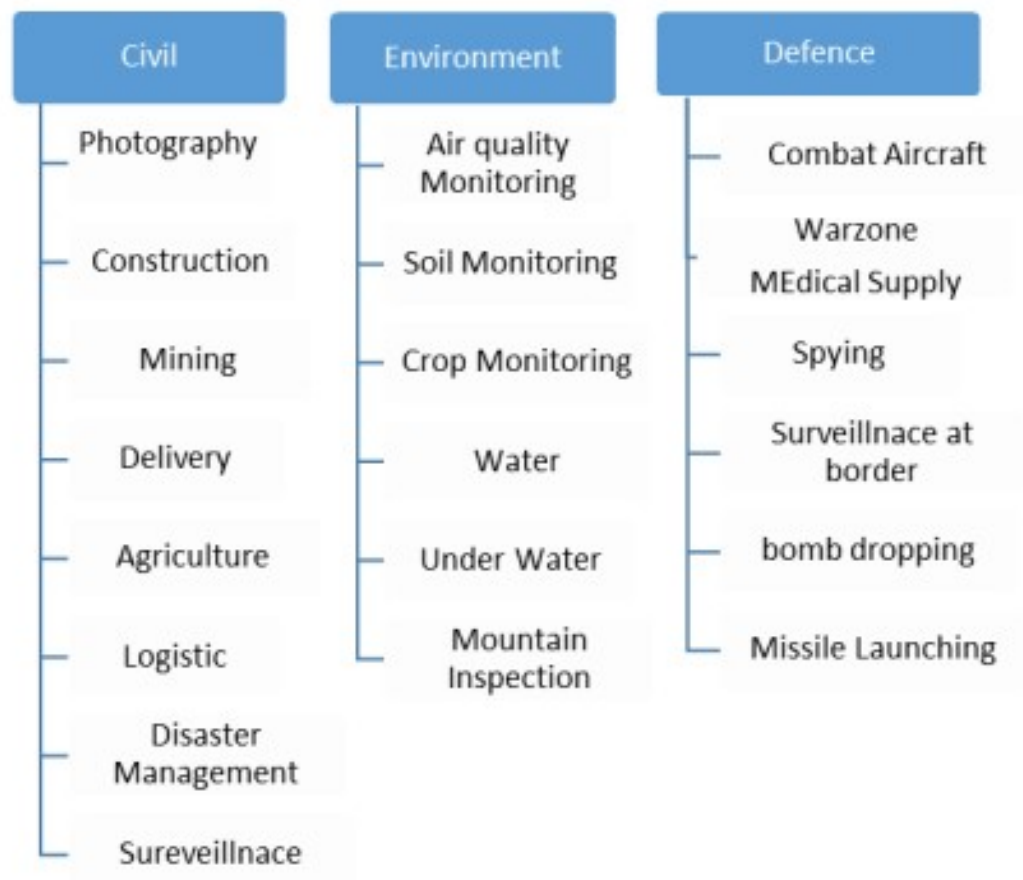 Civil
Photography
Construction
Mining
Delivery
Agriculture
Logistic
Disaster
Management
Sureveillnace
Environment
Air quality
Monitoring
Soil Monitoring
Crop Monitoring
Water
Under Water
Mountain
Inspection
Defence
Combat Aircraft
Warzone
MEdical Supply
Spying
Surveillnace at
border
bomb dropping
Missile Launching